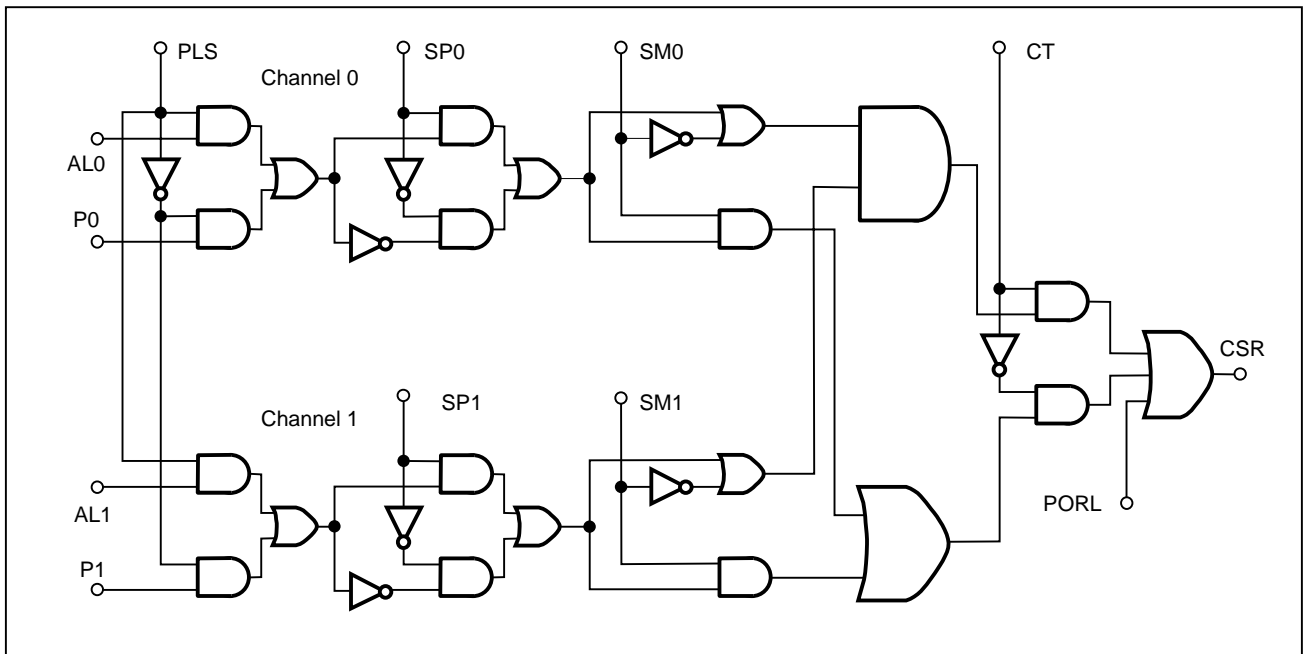 PLS
SP0
SM0
CT
Channel 0
AL0
P0
CSR
SP1
SM1
Channel 1
AL1
PORL
P1